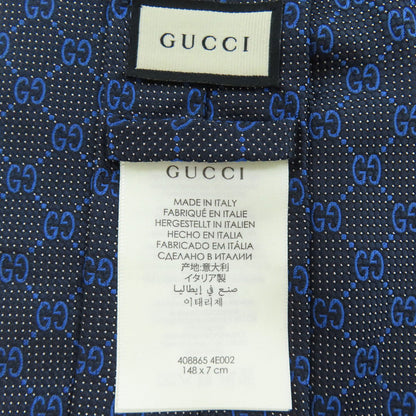 GUCCI
GUCCI
MADE IN ITALY
FABRIQUÉ EN ITALIE
HERGESTELLT IN ITALIEN
HECHO EN ITALIA
FABRICADO EM ITÁLIA
СДЕЛАНО В ИТАЛИИ
产地:意大利
イタリア製
صنع في إيطاليا
이태리제
408865 4E002
148 x 7 cm